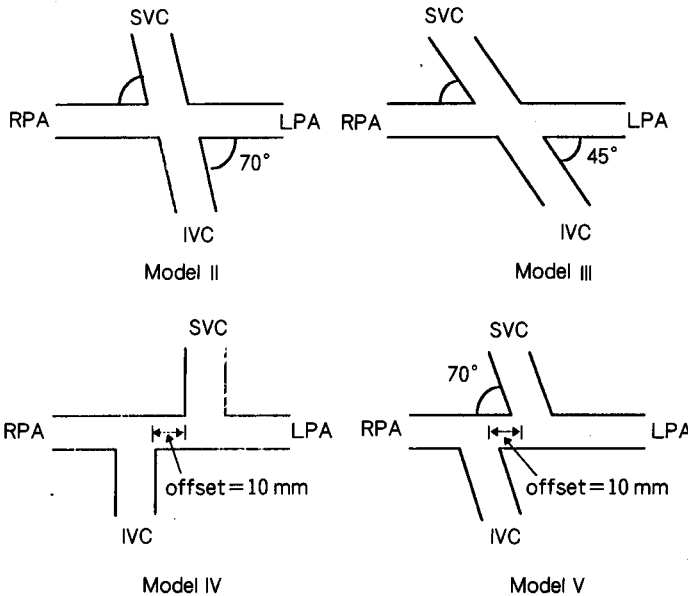 SVC
RPA
LPA
70°
IVC
Model II
SVC
RPA
LPA
45°
IVC
Model III
SVC
RPA
LPA
offset=10 mm
IVC
Model IV
SVC
70°
RPA
LPA
offset=10 mm
IVC
Model V